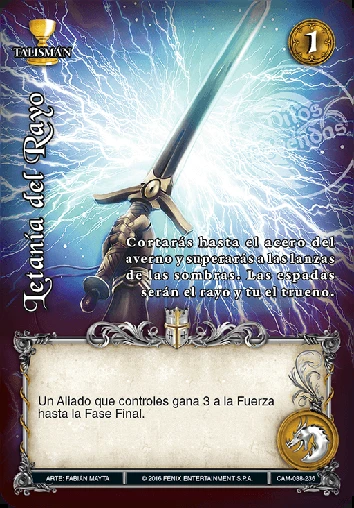 TALISMAN
1
Letanía del Rayo
Cortarás hasta el acero del
averno y superarás a las lanzas
de las sombras. Las espadas
serán el rayo y tu el trueno.
Un Aliado que controles gana 3 a la Fuerza
hasta la Fase Final.
ARTE: FABIÁN MAYTA
© 2016 FENIX ENTERTAINMENT S.P.A.